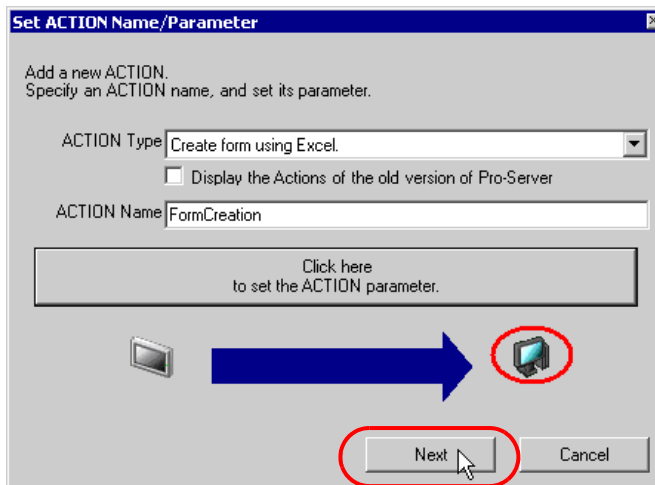 Set ACTION Name/Parameter
Add a new ACTION.
Specify an ACTION name, and set its parameter.
ACTION Type Create form using Excel.
Display the Actions of the old version of Pro-Server
ACTION Name FormCreation
Click here
to set the ACTION parameter.
Next Cancel